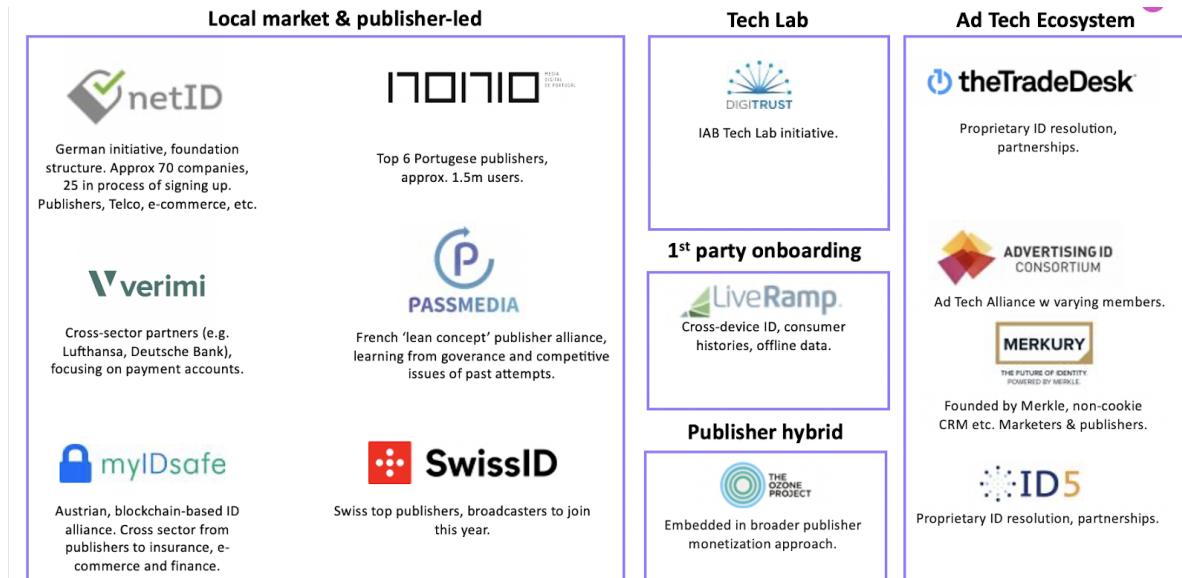 Local market & publisher-led
netID
German initiative, foundation
structure. Approx 70 companies,
25 in process of signing up.
Publishers, Telco, e-commerce, etc.
nonio
MEDIA
DIGITAL
DE PORTUGAL
Top 6 Portugese publishers,
approx. 1.5m users.
verimi
Cross-sector partners (e.g.
Lufthansa, Deutsche Bank),
focusing on payment accounts.
P
PASSMEDIA
French ‘lean concept’ publisher alliance,
learning from goverance and competitive
issues of past attempts.
myIDsafe
Austrian, blockchain-based ID
alliance. Cross sector from
publishers to insurance, e-
commerce and finance.
SwissID
Swiss top publishers, broadcasters to join
this year.
Tech Lab
DIGITRUST
IAB Tech Lab initiative.
1st party onboarding
LiveRamp.
Cross-device ID, consumer
histories, offline data.
Publisher hybrid
THE
OZONE
PROJECT
Embedded in broader publisher
monetization approach.
Ad Tech Ecosystem
theTradeDesk
Proprietary ID resolution,
partnerships.
ADVERTISING ID
CONSORTIUM
Ad Tech Alliance w varying members.
MERKURY
THE FUTURE OF IDENTITY.
POWERED BY MERKLE.
Founded by Merkle, non-cookie
CRM etc. Marketers & publishers.
ID5
Proprietary ID resolution, partnerships.